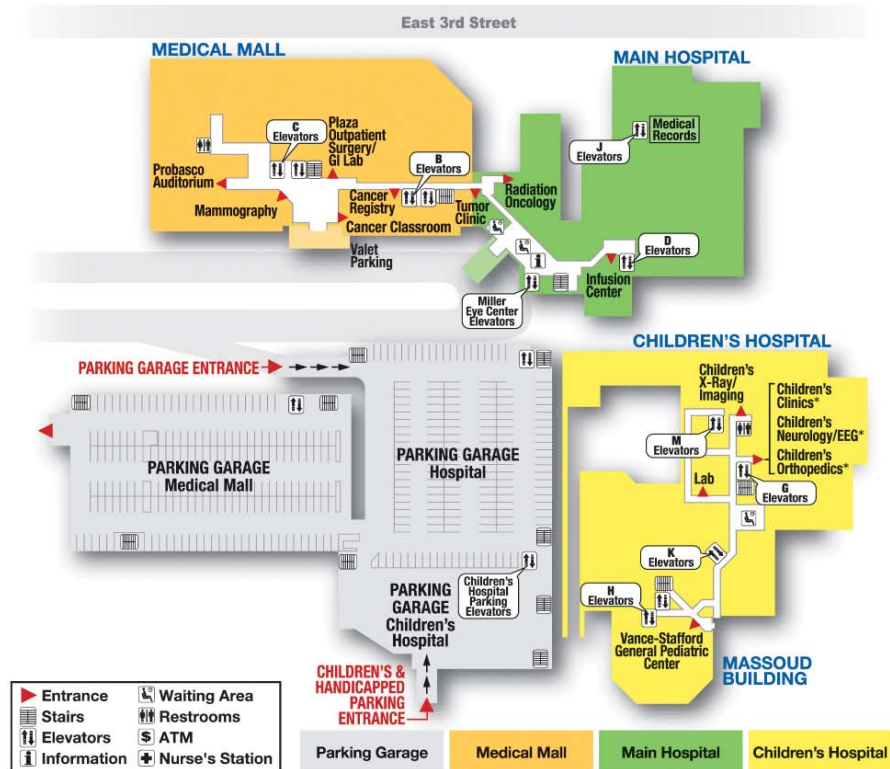 East 3rd Street
MEDICAL MALL
MAIN HOSPITAL
C
Elevators
Plaza
Outpatient
Surgery/
GI Lab
B
Elevators
J
Elevators
Medical
Records
Probasco
Auditorium
Mammography
Cancer
Registry
Cancer Classroom
Tumor
Clinic
Radiation
Oncology
Valet
Parking
D
Elevators
Infusion
Center
Miller
Eye Center
Elevators
CHILDREN'S HOSPITAL
PARKING GARAGE ENTRANCE
Children's
X-Ray/
Imaging
Children's
Clinics*
Children's
Neurology/EEG*
Children's
Orthopedics*
M
Elevators
Lab
G
Elevators
PARKING GARAGE
Medical Mall
PARKING GARAGE
Hospital
K
Elevators
H
Elevators
Children's
Hospital
Parking
Elevators
PARKING
GARAGE
Children's
Hospital
Vance-Stafford
General Pediatric
Center
MASSOUD
BUILDING
CHILDREN'S &
HANDICAPPED
PARKING
ENTRANCE
Entrance
Stairs
Elevators
Information
Waiting Area
Restrooms
$ ATM
Nurse's Station
Parking Garage
Medical Mall
Main Hospital
Children's Hospital